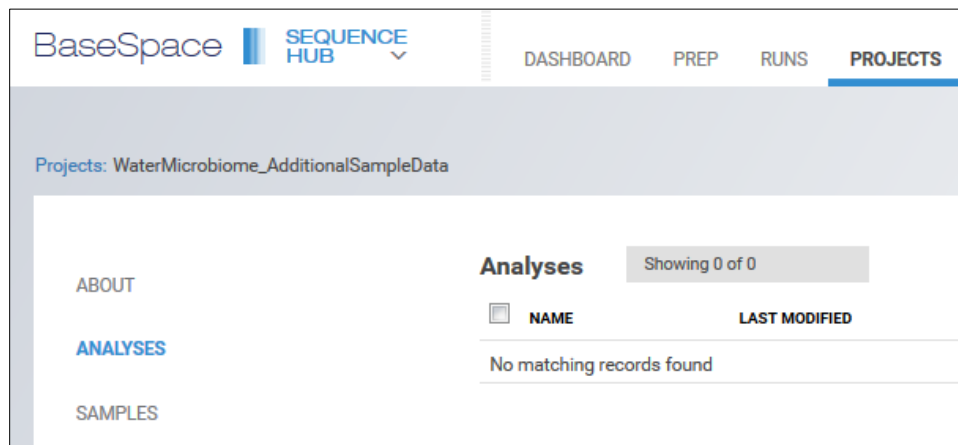 BaseSpace SEQUENCE HUB
DASHBOARD PREP RUNS PROJECTS
Projects: WaterMicrobiome_AdditionalSampleData
ABOUT
ANALYSES
SAMPLES
Analyses Showing 0 of 0
NAME LAST MODIFIED
No matching records found